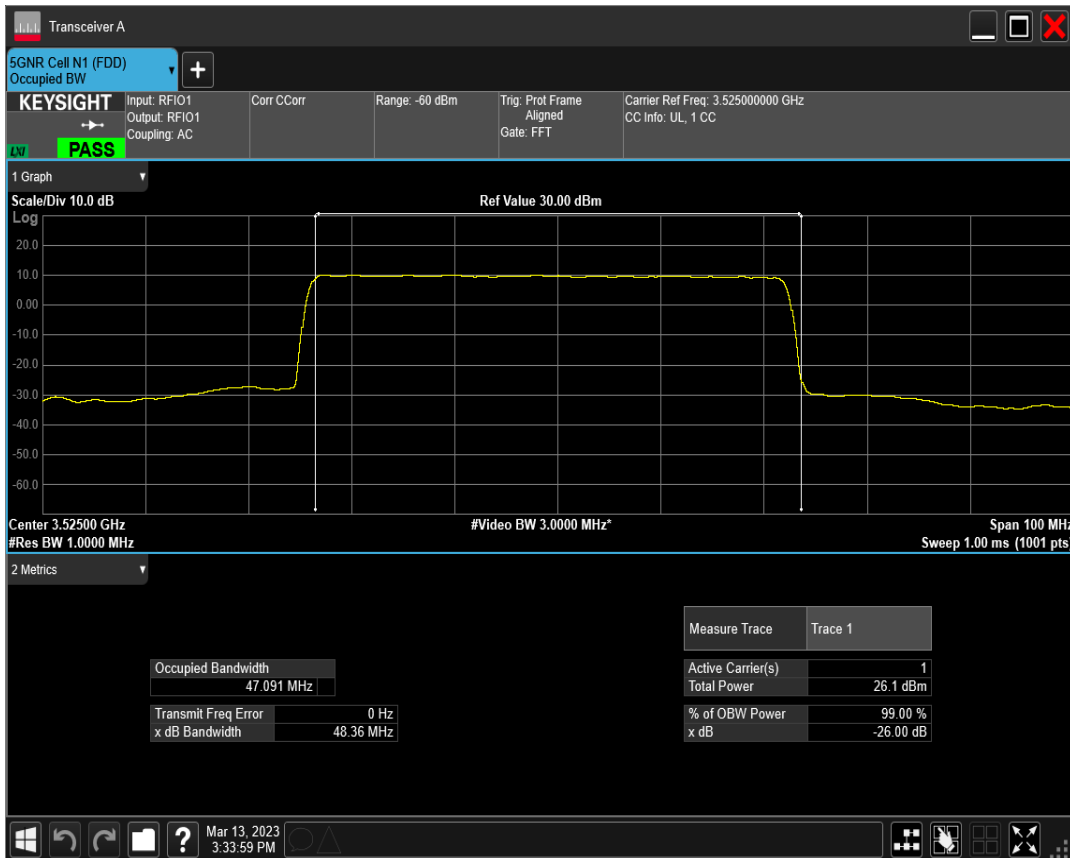 Transceiver A
5GNR Cell N1 (FDD)
Occupied BW
KEYSIGHT
LXI
PASS
Input: RFIO1
Output: RFIO1
Coupling: AC
Corr CCorr
Range: -60 dBm
Trig: Prot Frame
Aligned
Gate: FFT
Carrier Ref Freq: 3.525000000 GHz
CC Info: UL, 1 CC
1 Graph
Scale/Div 10.0 dB
Ref Value 30.00 dBm
Log
20.0
10.0
0.00
-10.0
-20.0
-30.0
-40.0
-50.0
-60.0
Center 3.52500 GHz
#Video BW 3.0000 MHz*
Span 100 MHz
#Res BW 1.0000 MHz
Sweep 1.00 ms (1001 pts)
2 Metrics
Measure Trace Trace 1
Occupied Bandwidth
47.091 MHz
Active Carrier(s) 1
Total Power 26.1 dBm
Transmit Freq Error 0 Hz
x dB Bandwidth 48.36 MHz
% of OBW Power 99.00 %
x dB -26.00 dB
?
Mar 13, 2023
3:33:59 PM